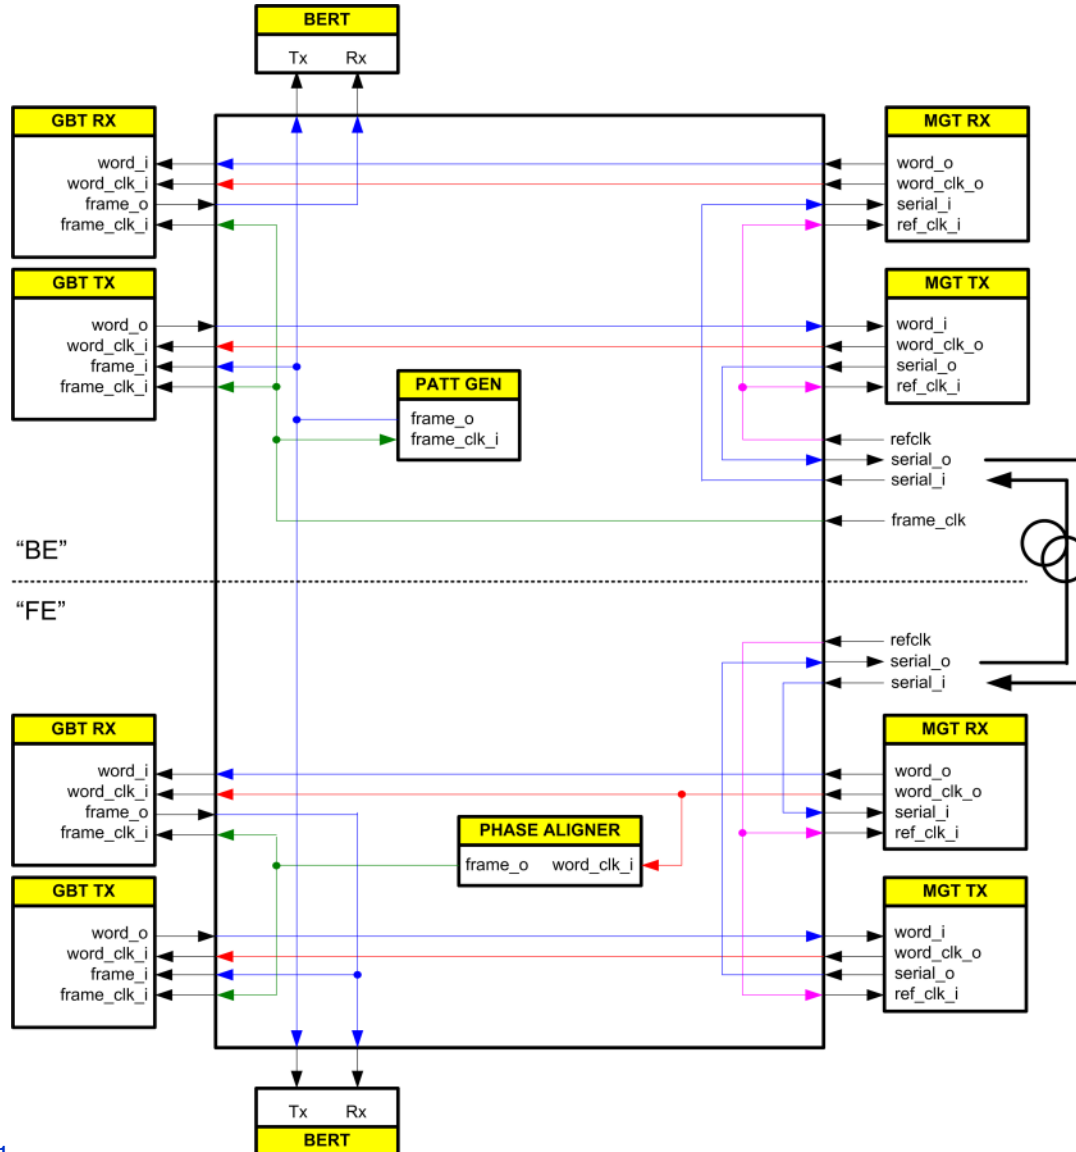 BERT
Tx Rx
GBT RX
word_i
word_clk_i
frame_o
frame_clk_i
MGT RX
word_o
word_clk_o
serial_i
ref_clk_i
GBT TX
word_o
word_clk_i
frame_i
frame_clk_i
MGT TX
word_i
word_clk_o
serial_o
ref_clk_i
PATT GEN
frame_o
frame_clk_i
refclk
serial_o
serial_i
frame_clk
“BE”
“FE”
refclk
serial_o
serial_i
GBT RX
word_i
word_clk_i
frame_o
frame_clk_i
MGT RX
word_o
word_clk_o
serial_i
ref_clk_i
PHASE ALIGNER
frame_o word_clk_i
GBT TX
word_o
word_clk_i
frame_i
frame_clk_i
MGT TX
word_i
word_clk_o
serial_o
ref_clk_i
Tx Rx
BERT